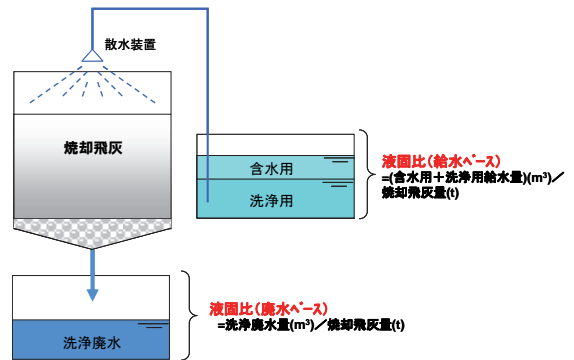 散水装置
焼却飛灰
含水用
洗浄用
液固比(給水ベース)
=(含水用+洗浄用給水量)(m³)/
焼却飛灰量(t)
液固比(廃水ベース)
=洗浄廃水量(m³)/焼却飛灰量(t)
洗浄廃水